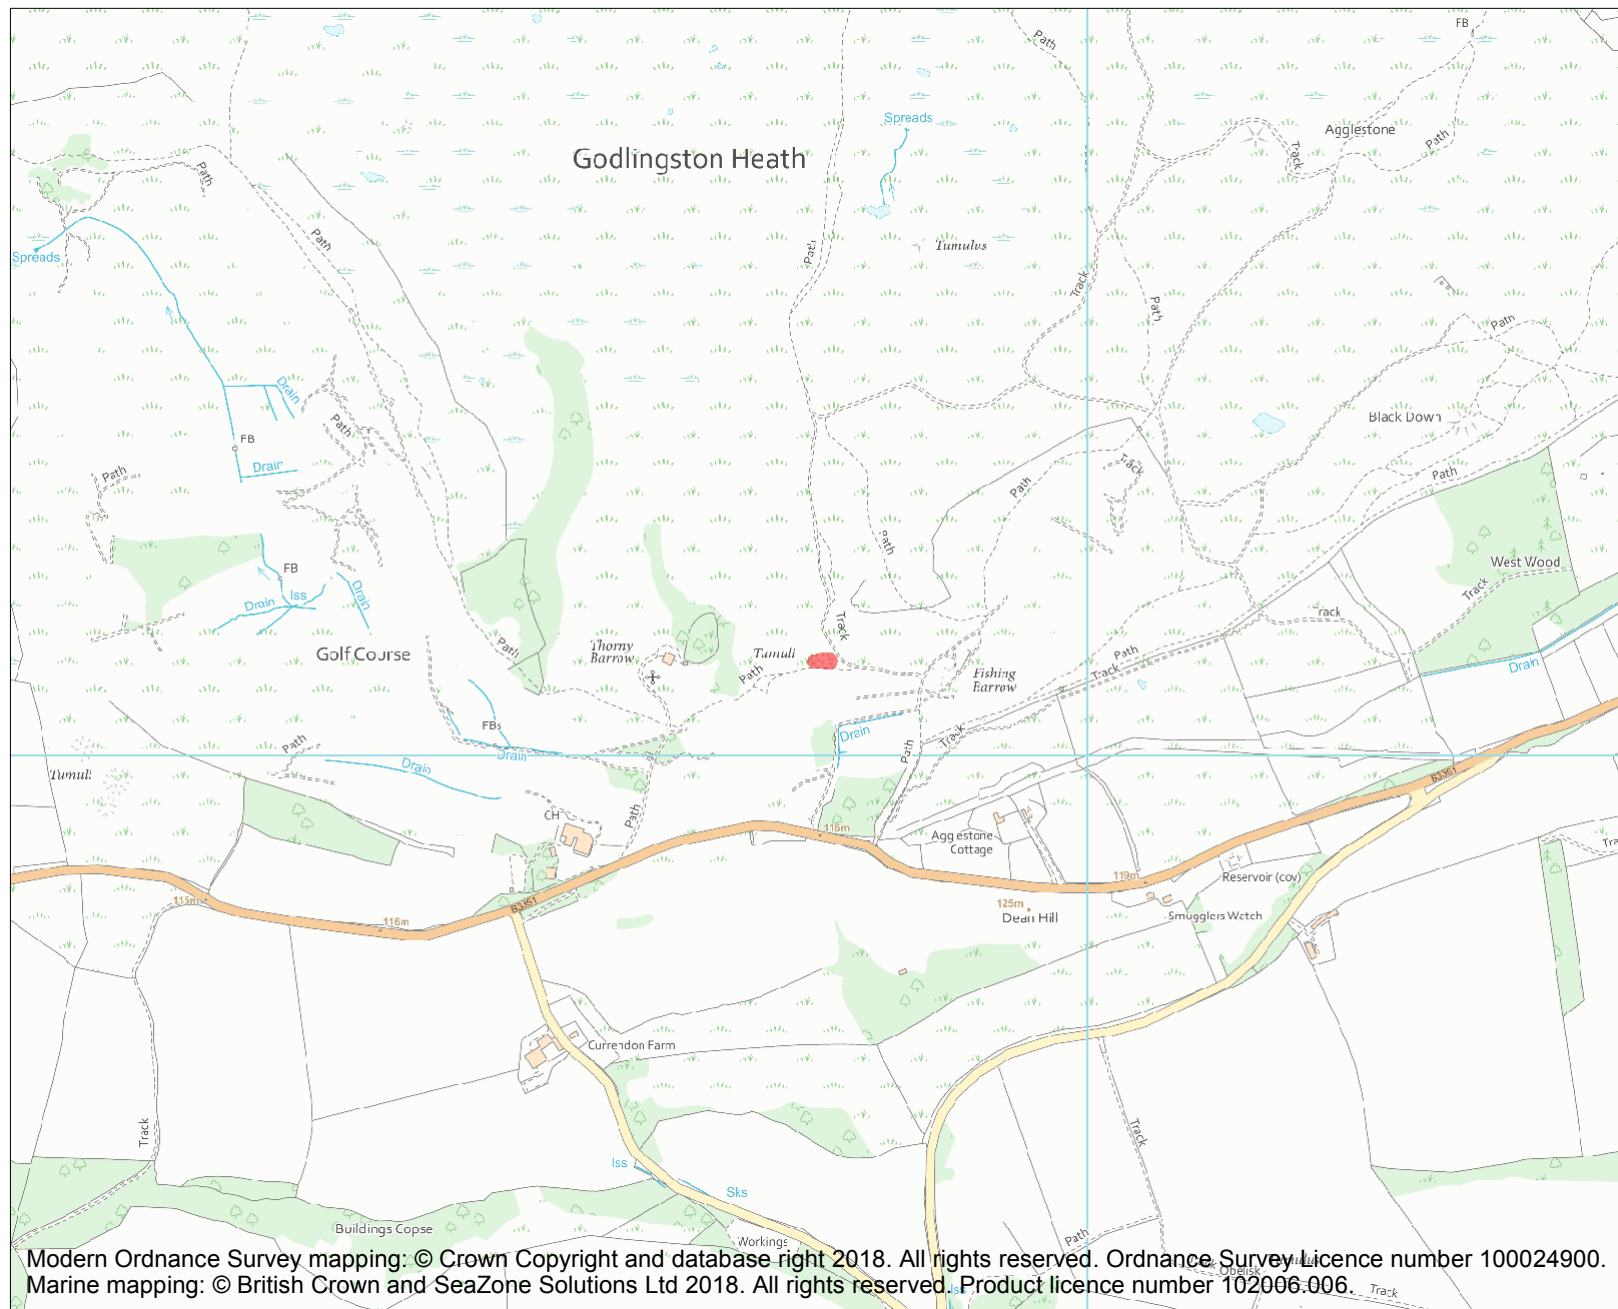 FB
Path
Agglestone
Spreads
Path
Track
Godlingston Heath
Path
Path
Path
Tumulus
Spreads
Track
Path
Path
Drain
Path
Black Down
FB
Track
Path
Drain
Path
Path
Path
West Wood
FB
Track
Iss
Drain
Drain
Track
Path
Thorny
Barrow
Golf Course
Tumuli
Path
Track
Path
Drain
Fishing
Barrow
FBs
Drain
Path
Track
Path
Drain
Drain
Tumuli
B3351
CH
Path
116m
Agglestone
Cottage
119m
Reservoir (cov)
115m
B3351
116m
125m
Dean Hill
Smugglers Watch
Currendon Farm
Track
Track
Iss
Sks
Buildings Copse
Path
Workings
Modern Ordnance Survey mapping: © Crown Copyright and database right 2018. All rights reserved. Ordnance Survey Licence number 100024900.
Obelisk
Marine mapping: © British Crown and SeaZone Solutions Ltd 2018. All rights reserved. Product licence number 102006.006.
Iss
Track